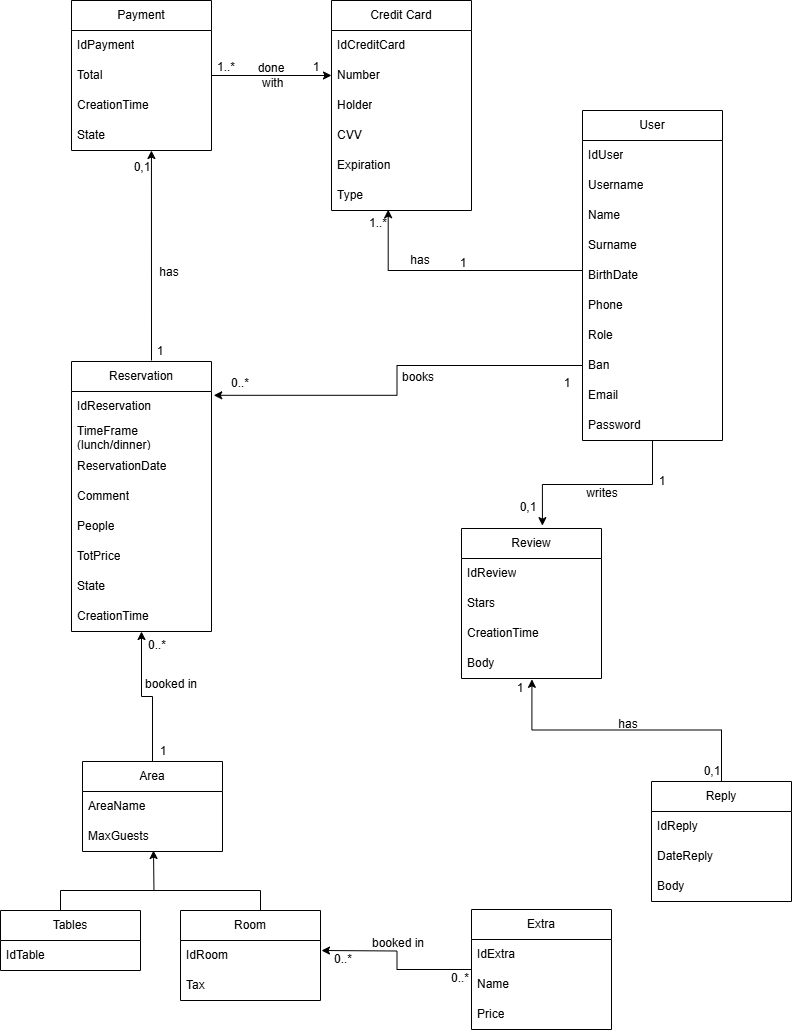 Payment
IdPayment
Total
CreationTime
State
Credit Card
IdCreditCard
Number
Holder
CVV
Expiration
Type
1..*
done
with
1
User
IdUser
Username
Name
Surname
BirthDate
Phone
Role
Ban
Email
Password
0,1
has
1
1..*
has
1
Reservation
IdReservation
TimeFrame
(lunch/dinner)
ReservationDate
Comment
People
TotPrice
State
CreationTime
0..*
books
1
1
writes
0,1
Review
IdReview
Stars
CreationTime
Body
0..*
booked in
1
1
has
0,1
Area
AreaName
MaxGuests
Reply
IdReply
DateReply
Body
Tables
IdTable
Room
IdRoom
Tax
booked in
0..*
0..*
Extra
IdExtra
Name
Price